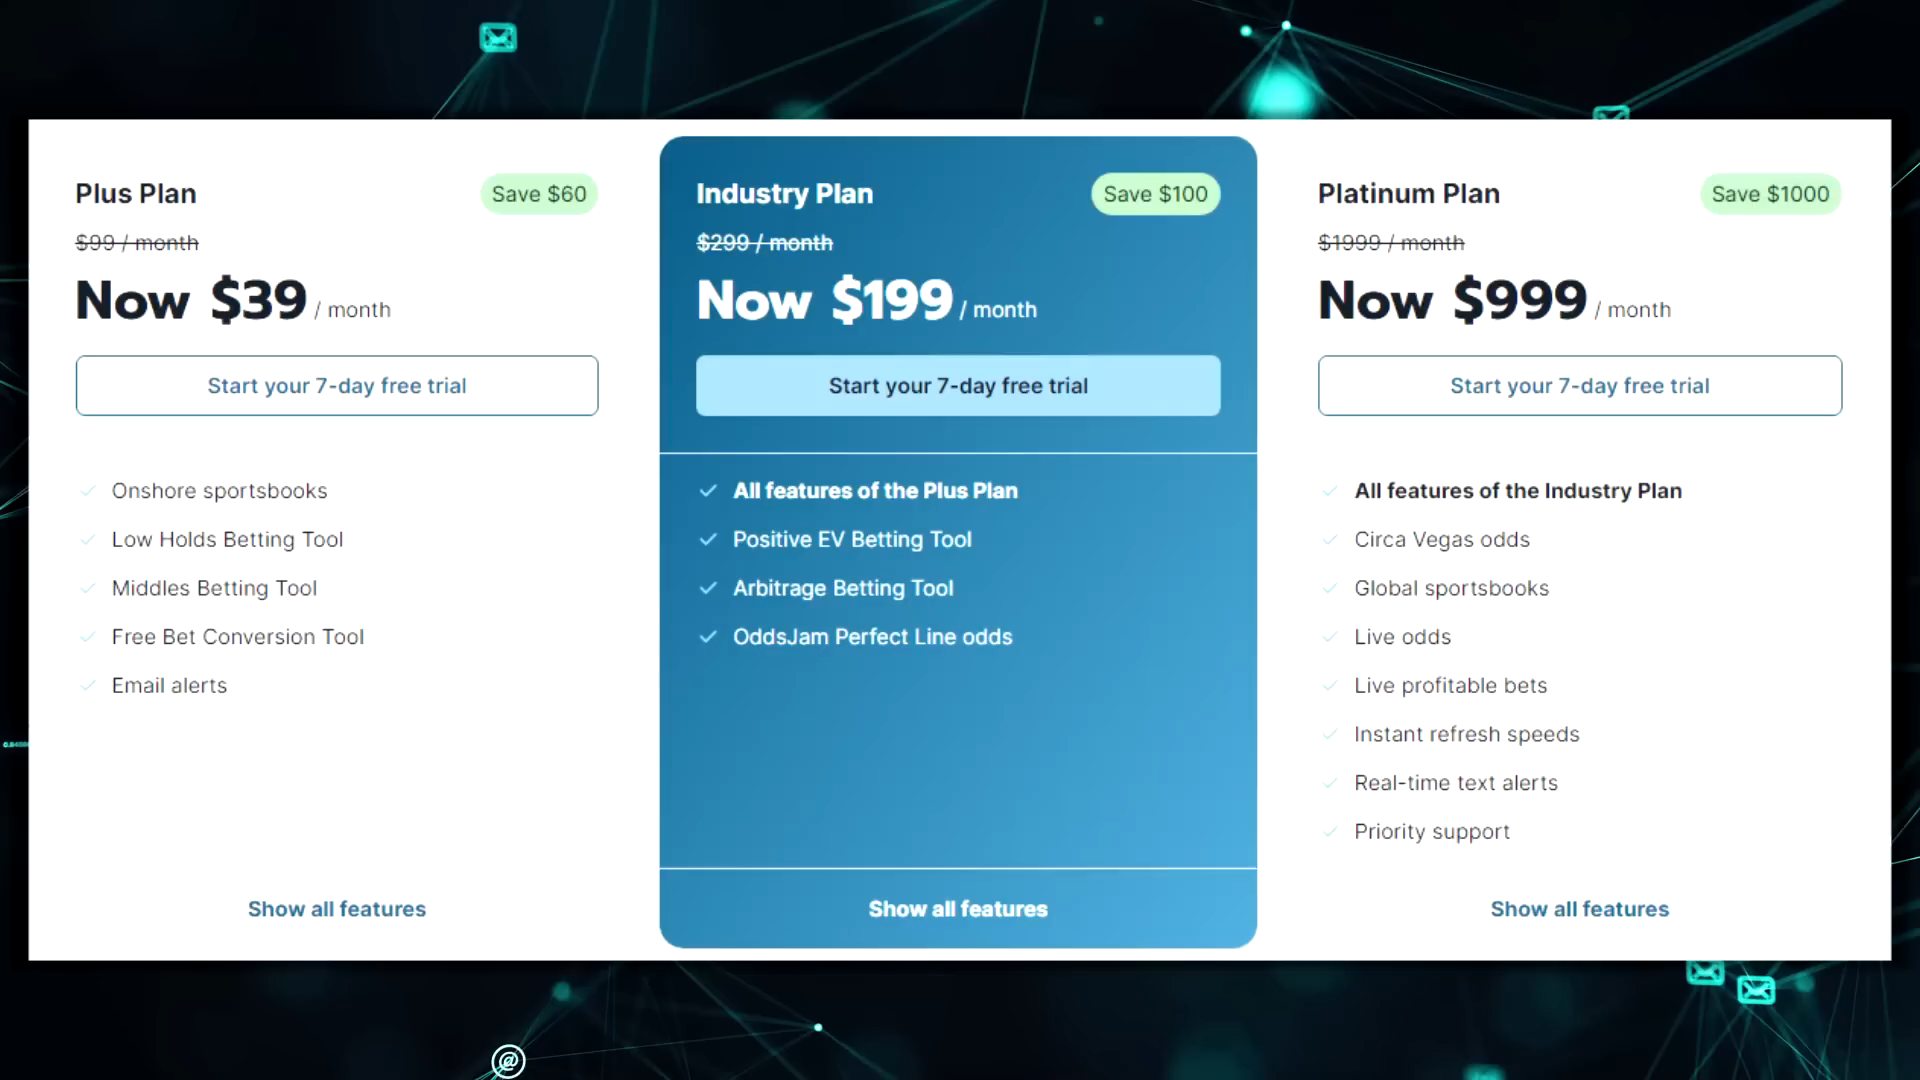 Plus Plan
Save $60
$99 / month
Now $39 / month
Start your 7-day free trial
Onshore sportsbooks
Low Holds Betting Tool
Middles Betting Tool
Free Bet Conversion Tool
Email alerts
Show all features
Industry Plan
Save $100
$299 / month
Now $199 / month
Start your 7-day free trial
All features of the Plus Plan
Positive EV Betting Tool
Arbitrage Betting Tool
OddsJam Perfect Line odds
Show all features
Platinum Plan
Save $1000
$1999 / month
Now $999 / month
Start your 7-day free trial
All features of the Industry Plan
Circa Vegas odds
Global sportsbooks
Live odds
Live profitable bets
Instant refresh speeds
Real-time text alerts
Priority support
Show all features
@